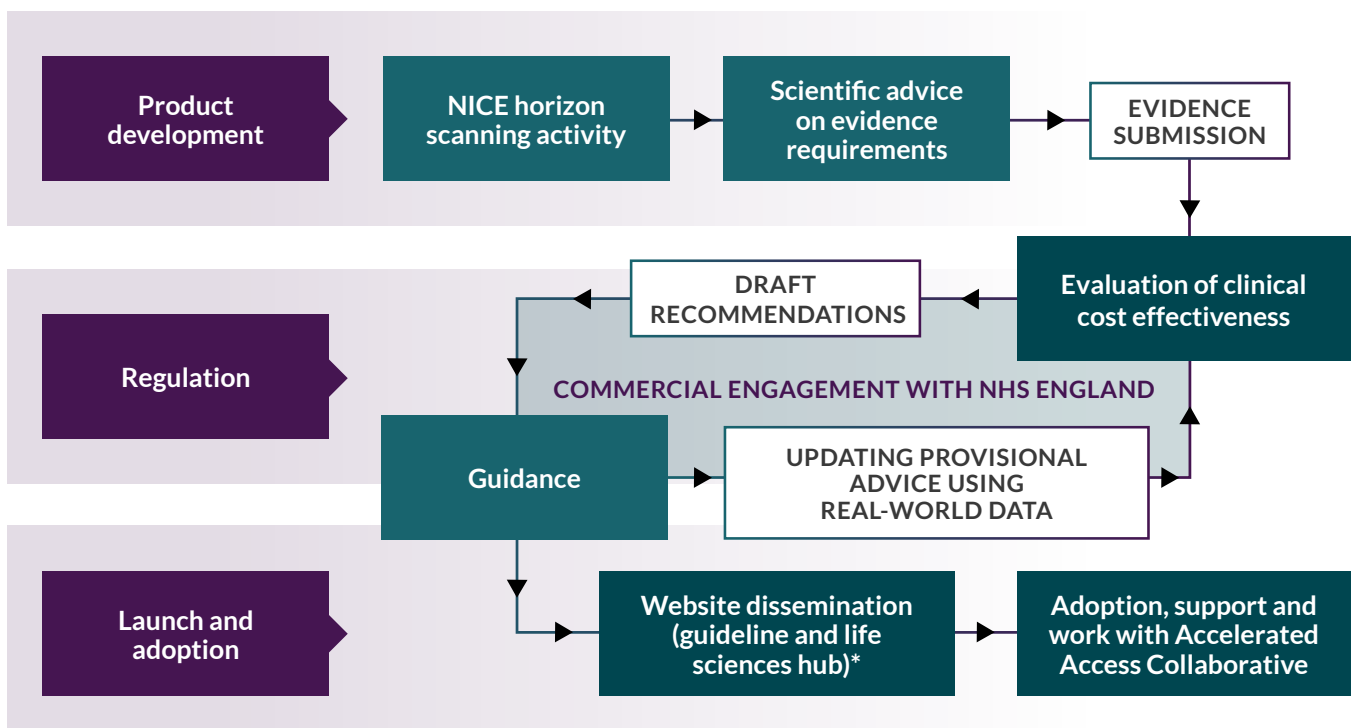 Product
development
NICE horizon
scanning activity
Scientific advice
on evidence
requirements
EVIDENCE
SUBMISSION
Regulation
DRAFT
RECOMMENDATIONS
Evaluation of clinical
cost effectiveness
COMMERCIAL ENGAGEMENT WITH NHS ENGLAND
Guidance
UPDATING PROVISIONAL
ADVICE USING
REAL-WORLD DATA
Launch and
adoption
Website dissemination
(guideline and life
sciences hub)*
Adoption, support and
work with Accelerated
Access Collaborative